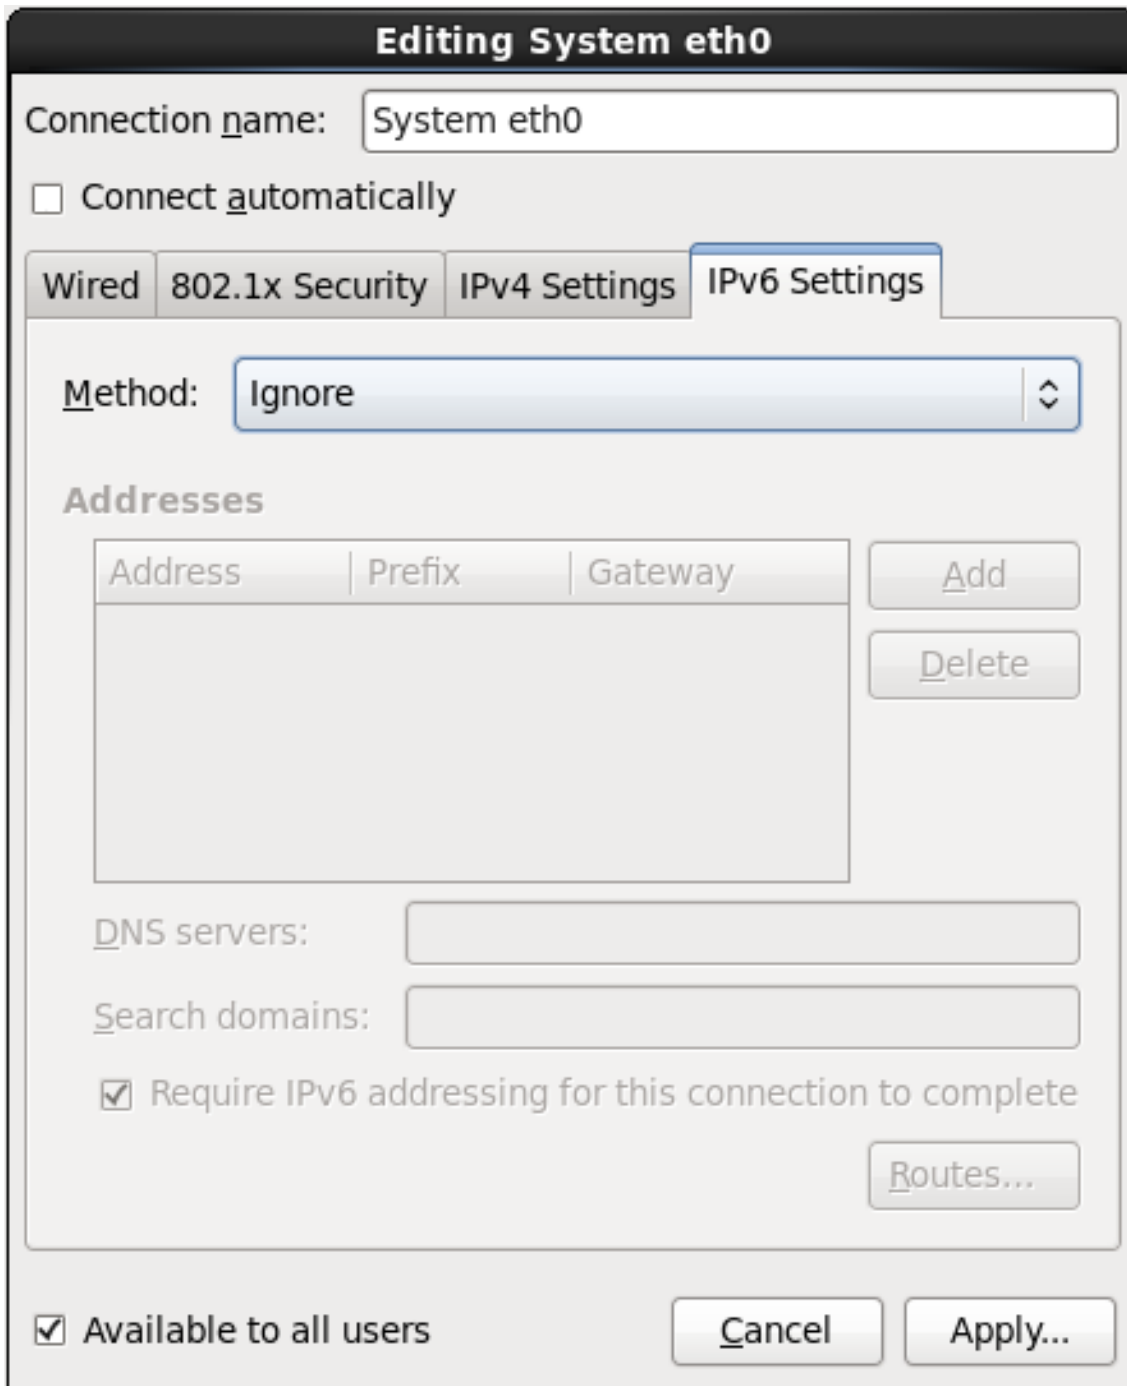 Editing System eth0
Connection name: System eth0
Connect automatically
Wired 802.1x Security IPv4 Settings IPv6 Settings
Method: Ignore
Addresses
Address Prefix Gateway Add
Delete
DNS servers:
Search domains:
Require IPv6 addressing for this connection to complete
Routes...
Available to all users Cancel Apply...